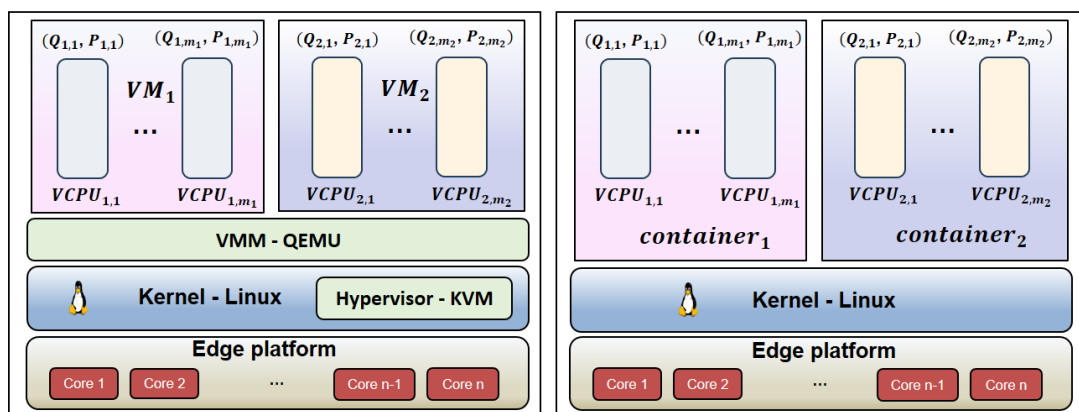 (Q1,1, P1,1) (Q1,m1, P1,m1) (Q2,1, P2,1) (Q2,m2, P2,m2)
VM1 VM2
... ...
VCPU1,1 VCPU1,m1 VCPU2,1 VCPU2,m2
VMM - QEMU
Kernel - Linux Hypervisor - KVM
Edge platform
Core 1 Core 2 ... Core n-1 Core n
(Q1,1, P1,1) (Q1,m1, P1,m1) (Q2,1, P2,1) (Q2,m2, P2,m2)
... ...
VCPU1,1 VCPU1,m1 VCPU2,1 VCPU2,m2
container1 container2
Kernel - Linux
Edge platform
Core 1 Core 2 ... Core n-1 Core n